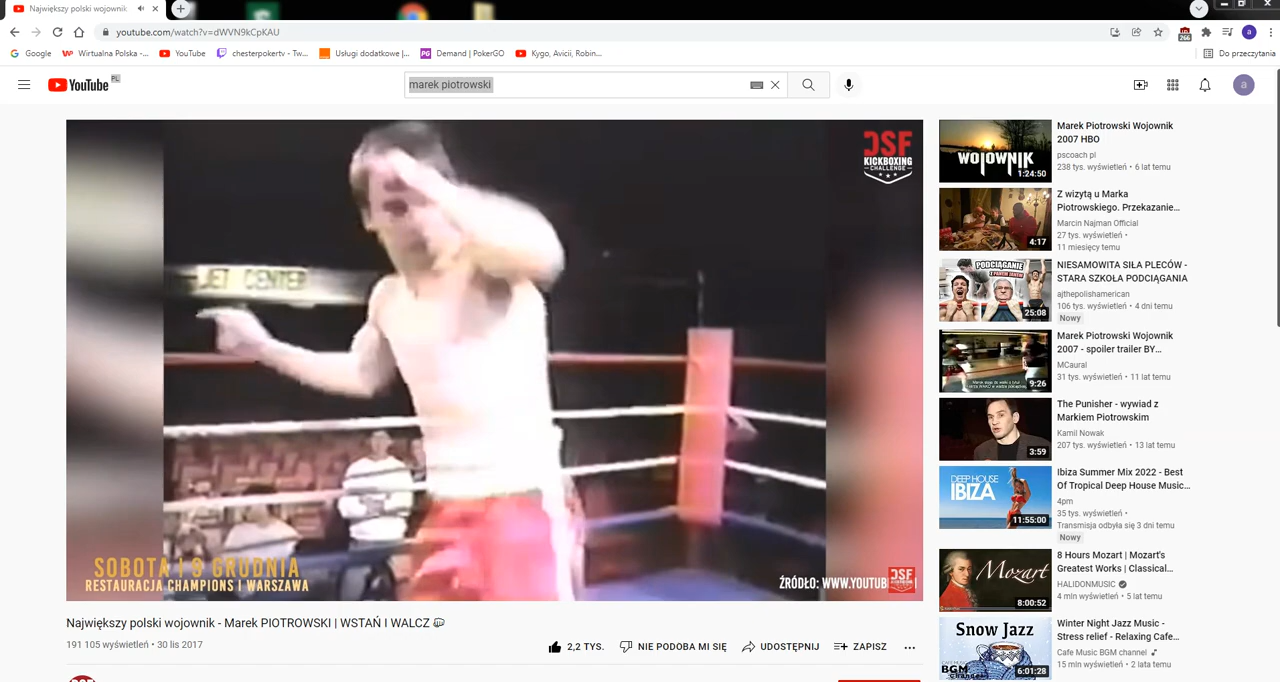 Największy polski wojownik
youtube.com/watch?v=dWVN9kCpKAU
266
a
Google
Wirtualna Polska -...
YouTube
chesterpokertv - Tw...
Usługi dodatkowe |...
Demand | PokerGO
Kygo, Avicii, Robin...
Do przeczytania
YouTube PL
marek piotrowski
a
DSF
KICKBOXING
CHALLENGE
JET CENTER
SOBOTA | 9 GRUDNIA
RESTAURACJA CHAMPIONS | WARSZAWA
ŹRÓDŁO: WWW.YOUTUB
DSF
Największy polski wojownik - Marek PIOTROWSKI | WSTAŃ I WALCZ
191 105 wyświetleń • 30 lis 2017
2,2 TYS.
NIE PODOBA MI SIĘ
UDOSTĘPNIJ
ZAPISZ
WOJOWNIK
1:24:50
Marek Piotrowski Wojownik
2007 HBO
pscoach pl
238 tys. wyświetleń • 6 lat temu
4:17
Z wizytą u Marka
Piotrowskiego. Przekazanie...
Marcin Najman Official
27 tys. wyświetleń •
11 miesięcy temu
PODCIĄGANIE
25:08
NIESAMOWITA SIŁA PLECÓW -
STARA SZKOŁA PODCIĄGANIA
ajthepolishamerican
106 tys. wyświetleń • 4 dni temu
Nowy
9:26
Marek Piotrowski Wojownik
2007 - spoiler trailer BY...
MCaural
31 tys. wyświetleń • 11 lat temu
3:59
The Punisher - wywiad z
Markiem Piotrowskim
Kamil Nowak
207 tys. wyświetleń • 13 lat temu
DEEP HOUSE
IBIZA
11:55:00
Ibiza Summer Mix 2022 - Best
Of Tropical Deep House Music...
4pm
35 tys. wyświetleń •
Transmisja odbyła się 3 dni temu
Nowy
Mozart
8:00:52
8 Hours Mozart | Mozart's
Greatest Works | Classical...
HALIDONMUSIC
4 mln wyświetleń • 5 lat temu
Snow Jazz
CAFE MUSIC
BGM
channel
6:01:28
Winter Night Jazz Music -
Stress relief - Relaxing Cafe...
Cafe Music BGM channel
15 mln wyświetleń • 2 lata temu